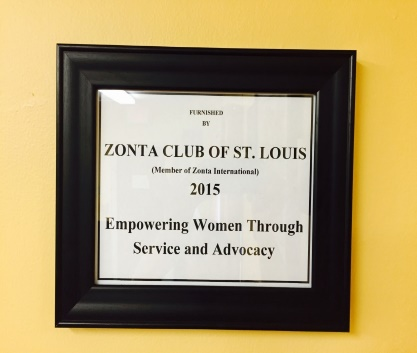 FURNISHED
BY
ZONTA CLUB OF ST. LOUIS
(Member of Zonta International)
2015
Empowering Women Through
Service and Advocacy